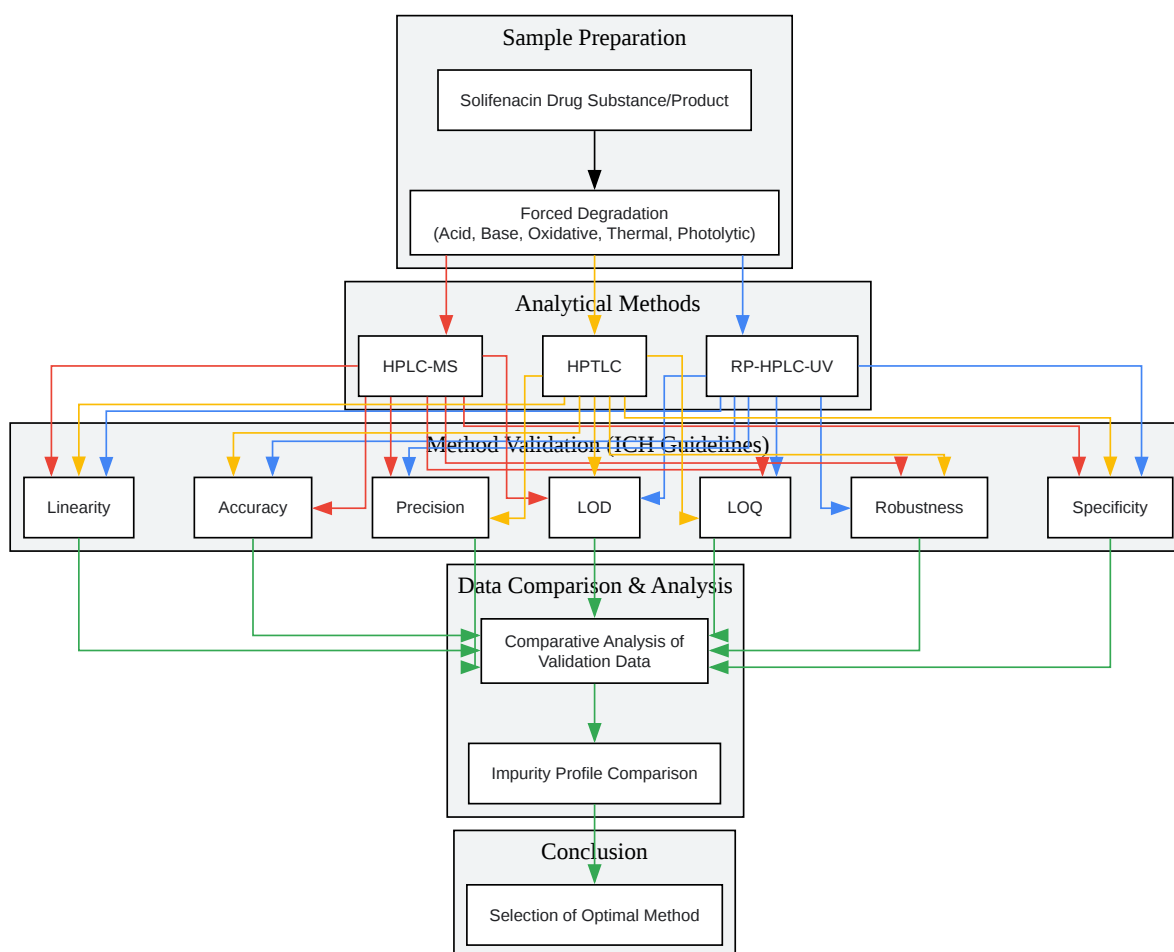 Sample Preparation
Solifenacin Drug Substance/Product
Forced Degradation
(Acid, Base, Oxidative, Thermal, Photolytic)
Analytical Methods
HPLC-MS
HPTLC
RP-HPLC-UV
Method Validation (ICH Guidelines)
Linearity
Accuracy
Precision
LOD
LOQ
Robustness
Specificity
Data Comparison & Analysis
Comparative Analysis of
Validation Data
Impurity Profile Comparison
Conclusion
Selection of Optimal Method